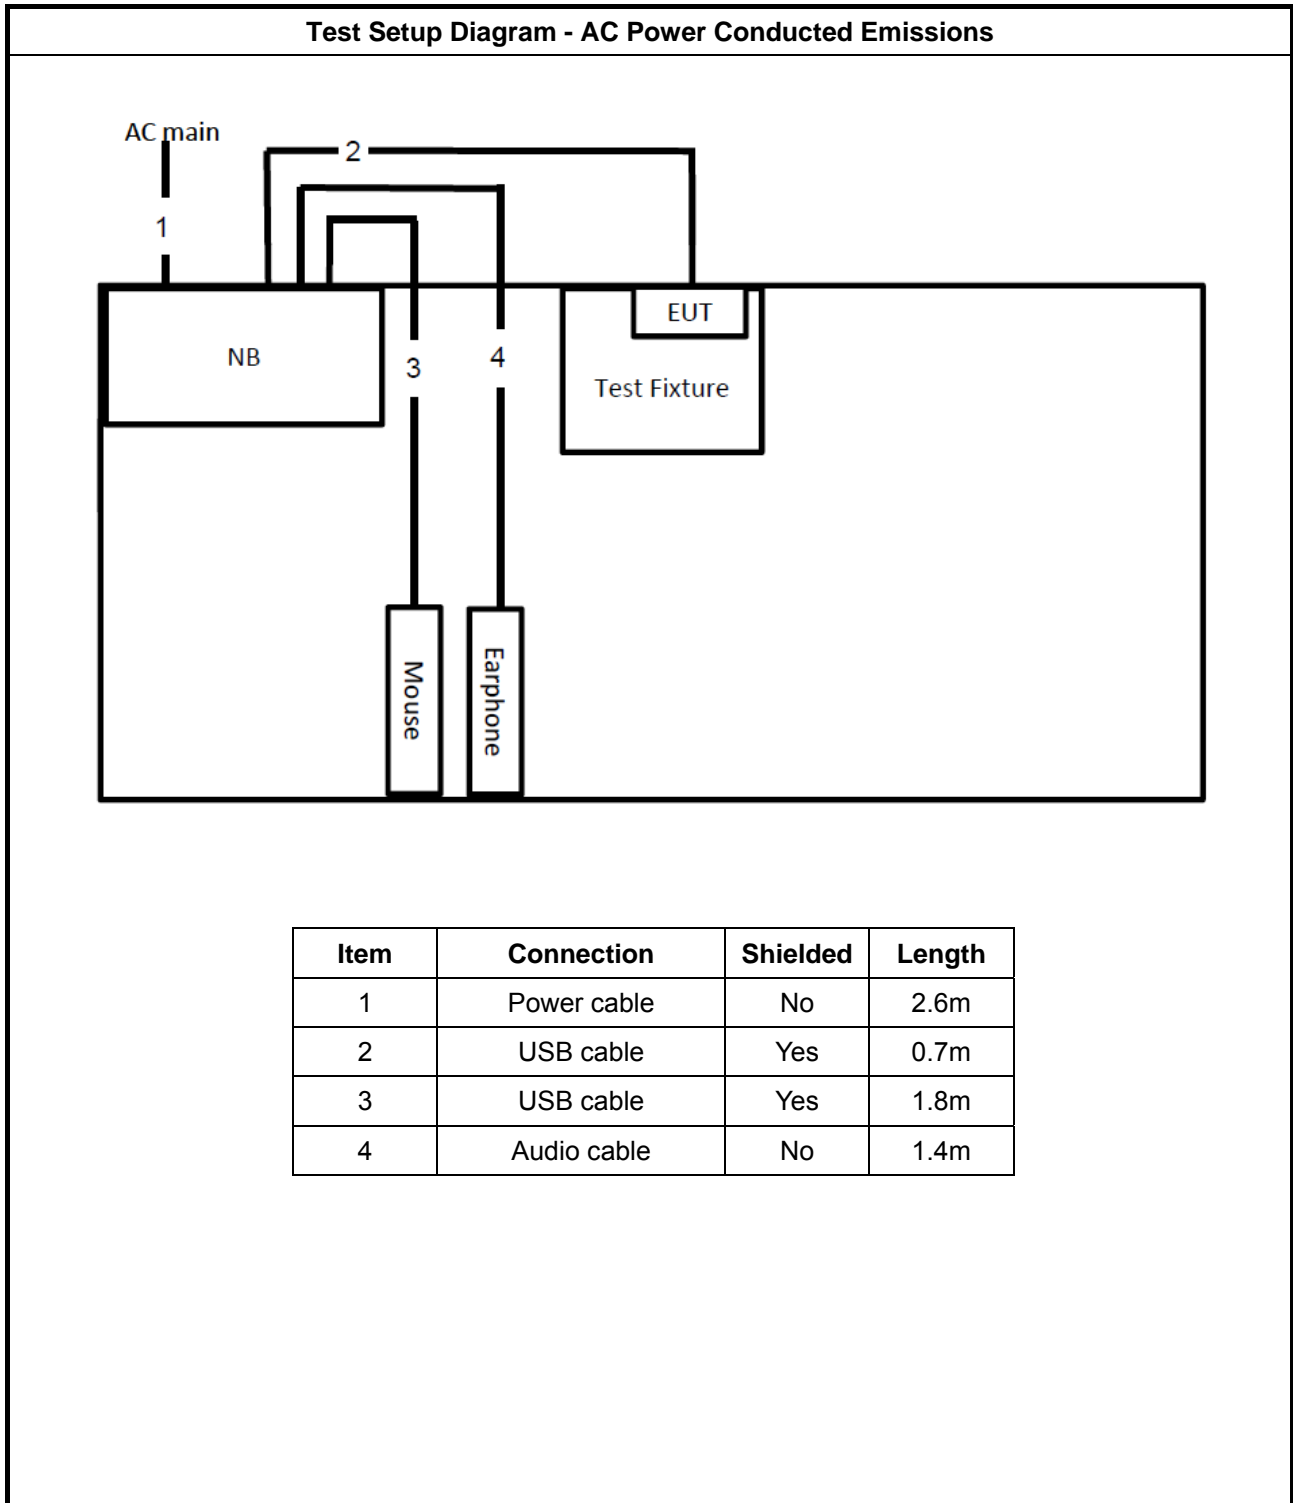 Test Setup Diagram - AC Power Conducted Emissions
AC main
2
1
EUT
NB
3
4
Test Fixture
Mouse
Earphone
Item Connection Shielded Length
1 Power cable No 2.6m
2 USB cable Yes 0.7m
3 USB cable Yes 1.8m
4 Audio cable No 1.4m